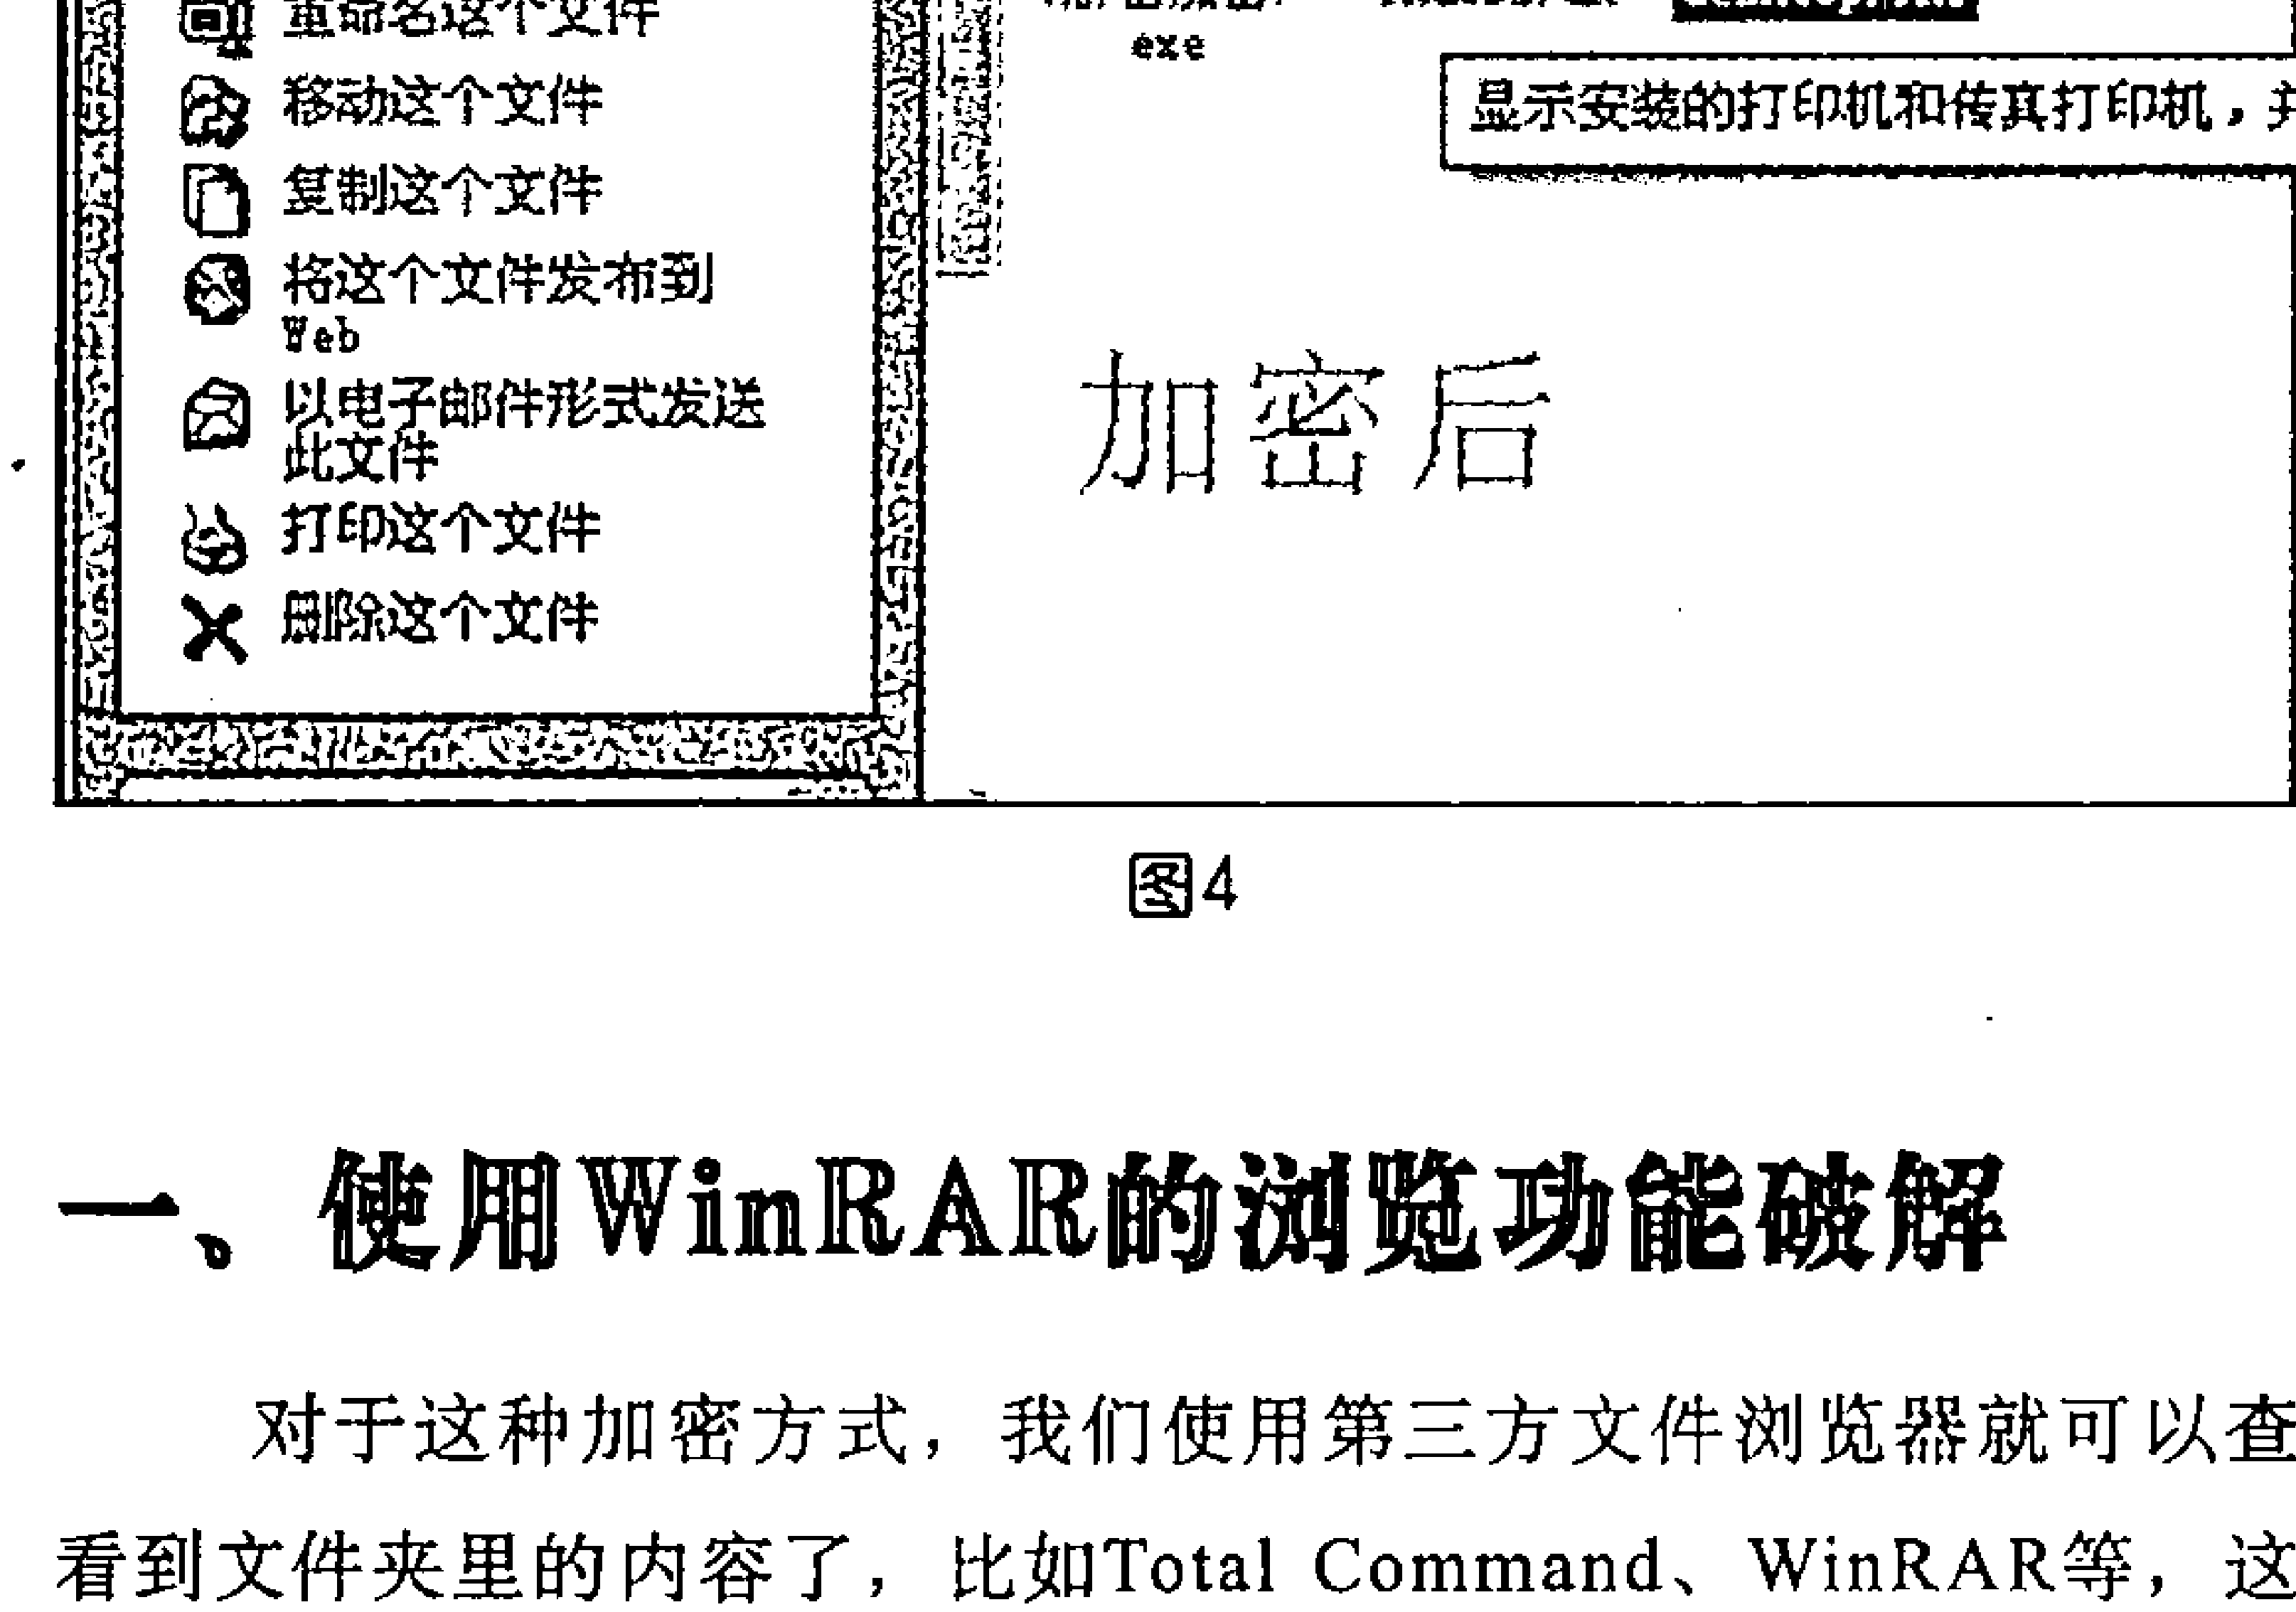 重命名这个文件
exe
移动这个文件
显示安装的打印机和传真打印机，并
复制这个文件
将这个文件发布到
Web
以电子邮件形式发送
此文件
打印这个文件
删除这个文件
加密后
图4
一、使用WinRAR的浏览功能破解
对于这种加密方式，我们使用第三方文件浏览器就可以查
看到文件夹里的内容了，比如Total Command、WinRAR等，这